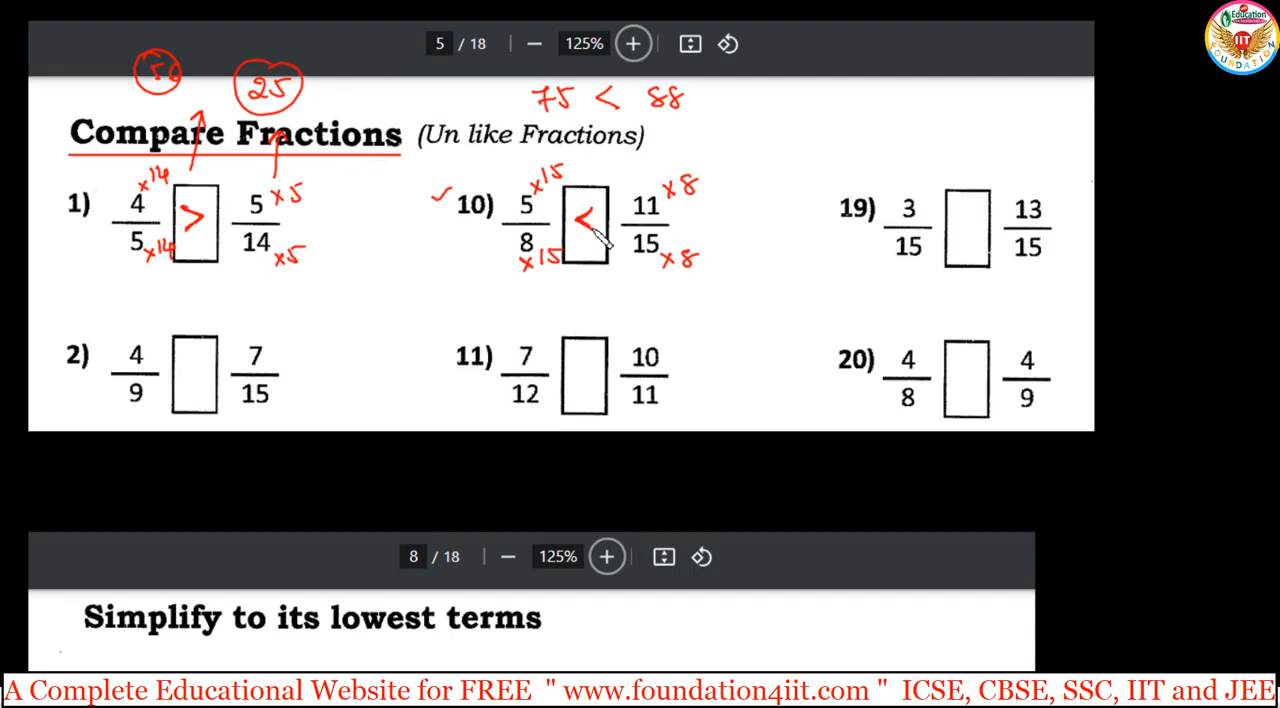 5 / 18 — 125% +
Education
IIT
FOUNDATION
25
75 < 88
Compare Fractions (Un like Fractions)
×14 ×5 ×15 ×8
1) 4 > 5 10) 5 < 11 19) 3 13
5 14 8 15 15 15
×14 ×5 ×15 ×8
2) 4 7 11) 7 10 20) 4 4
9 15 12 11 8 9
8 / 18 — 125% +
Simplify to its lowest terms
A Complete Educational Website for FREE " www.foundation4iit.com " ICSE, CBSE, SSC, IIT and JEE